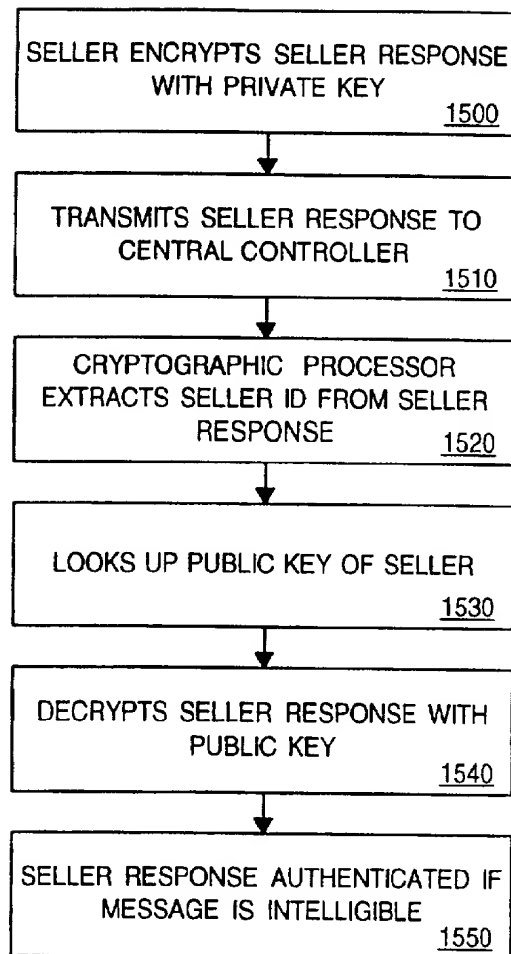 SELLER ENCRYPTS SELLER RESPONSE
WITH PRIVATE KEY
1500
TRANSMITS SELLER RESPONSE TO
CENTRAL CONTROLLER
1510
CRYPTOGRAPHIC PROCESSOR
EXTRACTS SELLER ID FROM SELLER
RESPONSE
1520
LOOKS UP PUBLIC KEY OF SELLER
1530
DECRYPTS SELLER RESPONSE WITH
PUBLIC KEY
1540
SELLER RESPONSE AUTHENTICATED IF
MESSAGE IS INTELLIGIBLE
1550